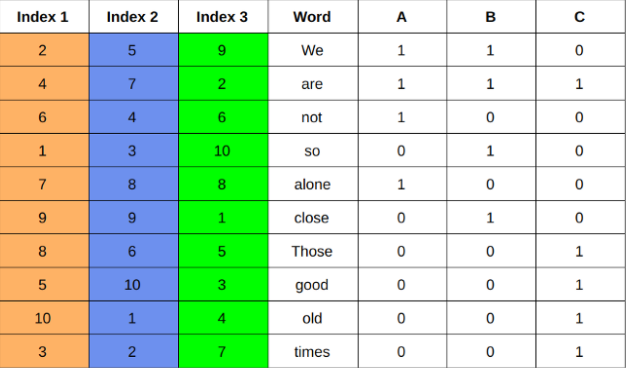 Index 1 Index 2 Index 3 Word A B C
2 5 9 We 1 1 0
4 7 2 are 1 1 1
6 4 6 not 1 0 0
1 3 10 so 0 1 0
7 8 8 alone 1 0 0
9 9 1 close 0 1 0
8 6 5 Those 0 0 1
5 10 3 good 0 0 1
10 1 4 old 0 0 1
3 2 7 times 0 0 1